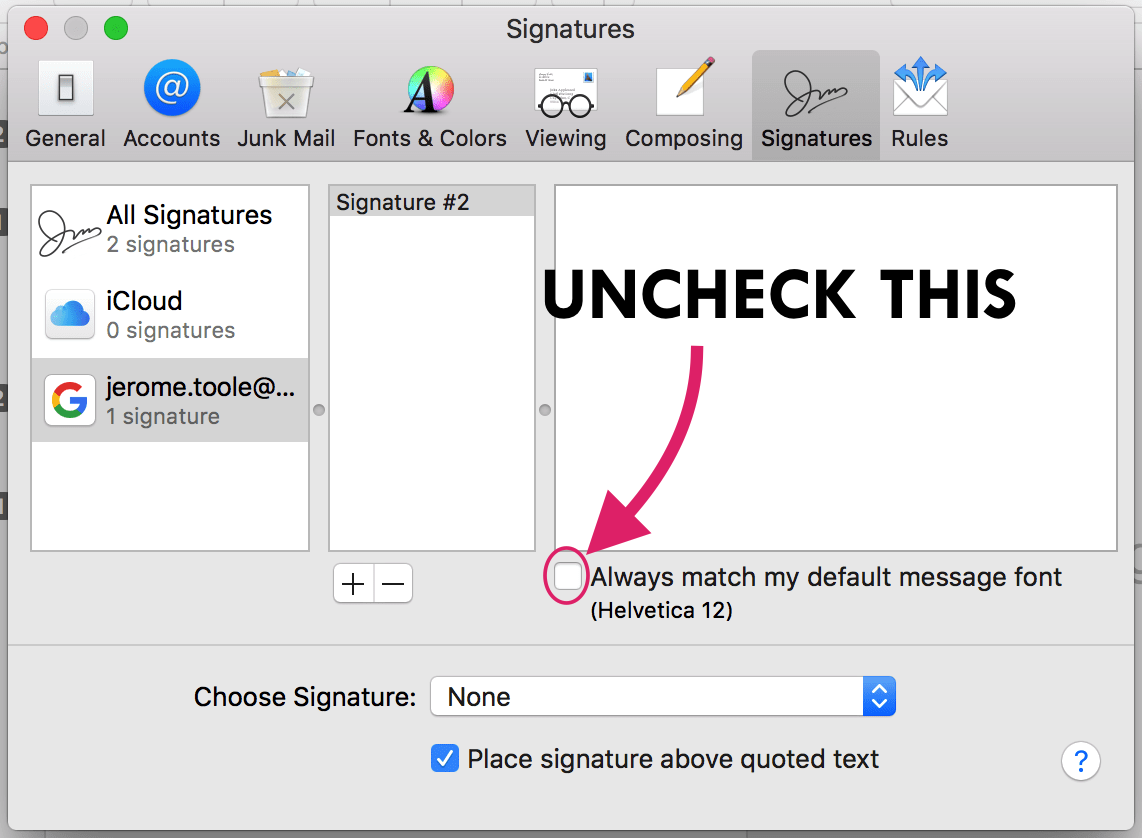 Signatures
General
Accounts
Junk Mail
Fonts & Colors
Viewing
Composing
Signatures
Rules
All Signatures
2 signatures
iCloud
0 signatures
jerome.toole@...
1 signature
Signature #2
UNCHECK THIS
Always match my default message font
(Helvetica 12)
Choose Signature:
None
Place signature above quoted text
?